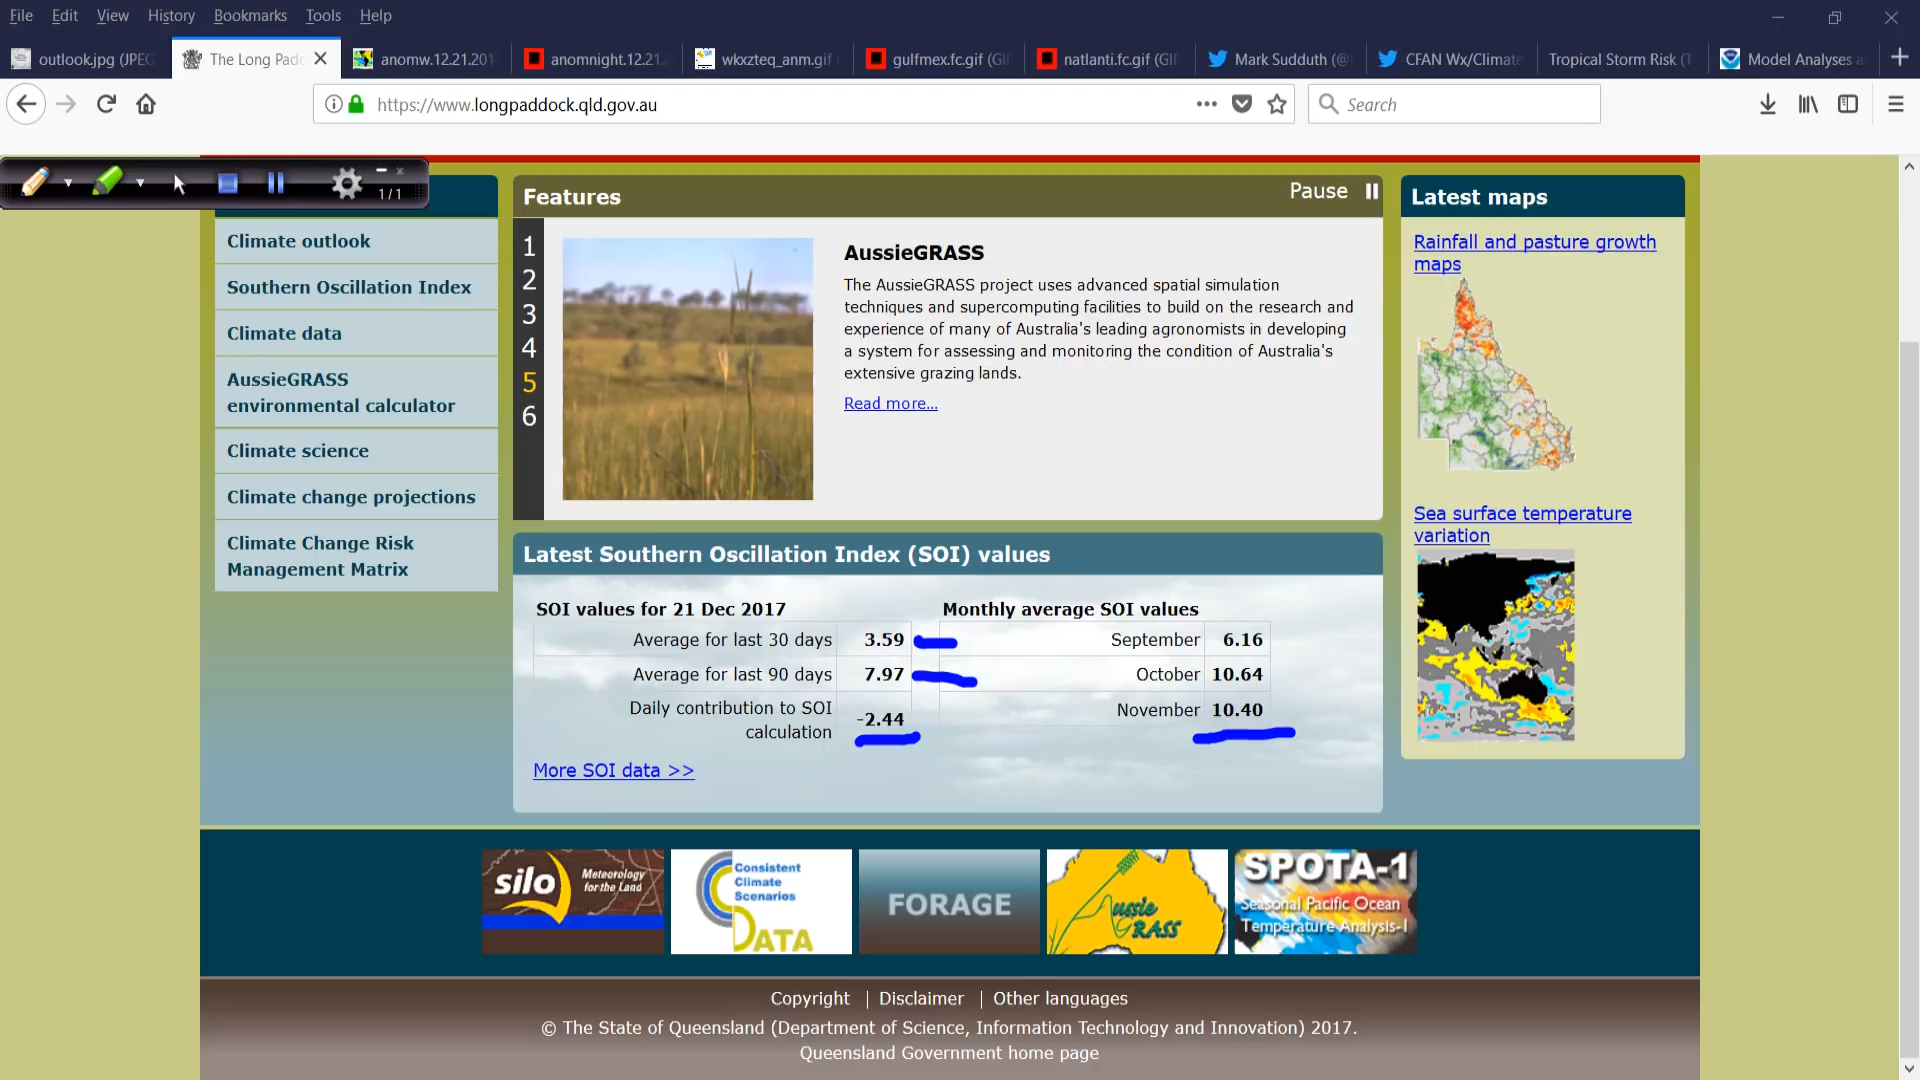 File Edit View History Bookmarks Tools Help
outlook.jpg (JPEG
The Long Pad
anomw.12.21.201
anomnight.12.21.
wkxzteq_anm.gif
gulfmex.fc.gif (GI
natlanti.fc.gif (GI
Mark Sudduth (@
CFAN Wx/Climate
Tropical Storm Risk (
Model Analyses a
https://www.longpaddock.qld.gov.au
Search
1/1
Climate outlook
Southern Oscillation Index
Climate data
AussieGRASS
environmental calculator
Climate science
Climate change projections
Climate Change Risk
Management Matrix
Features
Pause
1
2
3
4
5
6
AussieGRASS
The AussieGRASS project uses advanced spatial simulation
techniques and supercomputing facilities to build on the research and
experience of many of Australia's leading agronomists in developing
a system for assessing and monitoring the condition of Australia's
extensive grazing lands.
Read more...
Latest Southern Oscillation Index (SOI) values
SOI values for 21 Dec 2017
Average for last 30 days 3.59
Average for last 90 days 7.97
Daily contribution to SOI
calculation -2.44
Monthly average SOI values
September 6.16
October 10.64
November 10.40
More SOI data >>
Latest maps
Rainfall and pasture growth
maps
Sea surface temperature
variation
silo Meteorology
for the Land
Consistent
Climate
Scenarios
DATA
FORAGE
Aussie
GRASS
SPOTA-1
Seasonal Pacific Ocean
Temperature Analysis-1
Copyright | Disclaimer | Other languages
© The State of Queensland (Department of Science, Information Technology and Innovation) 2017.
Queensland Government home page